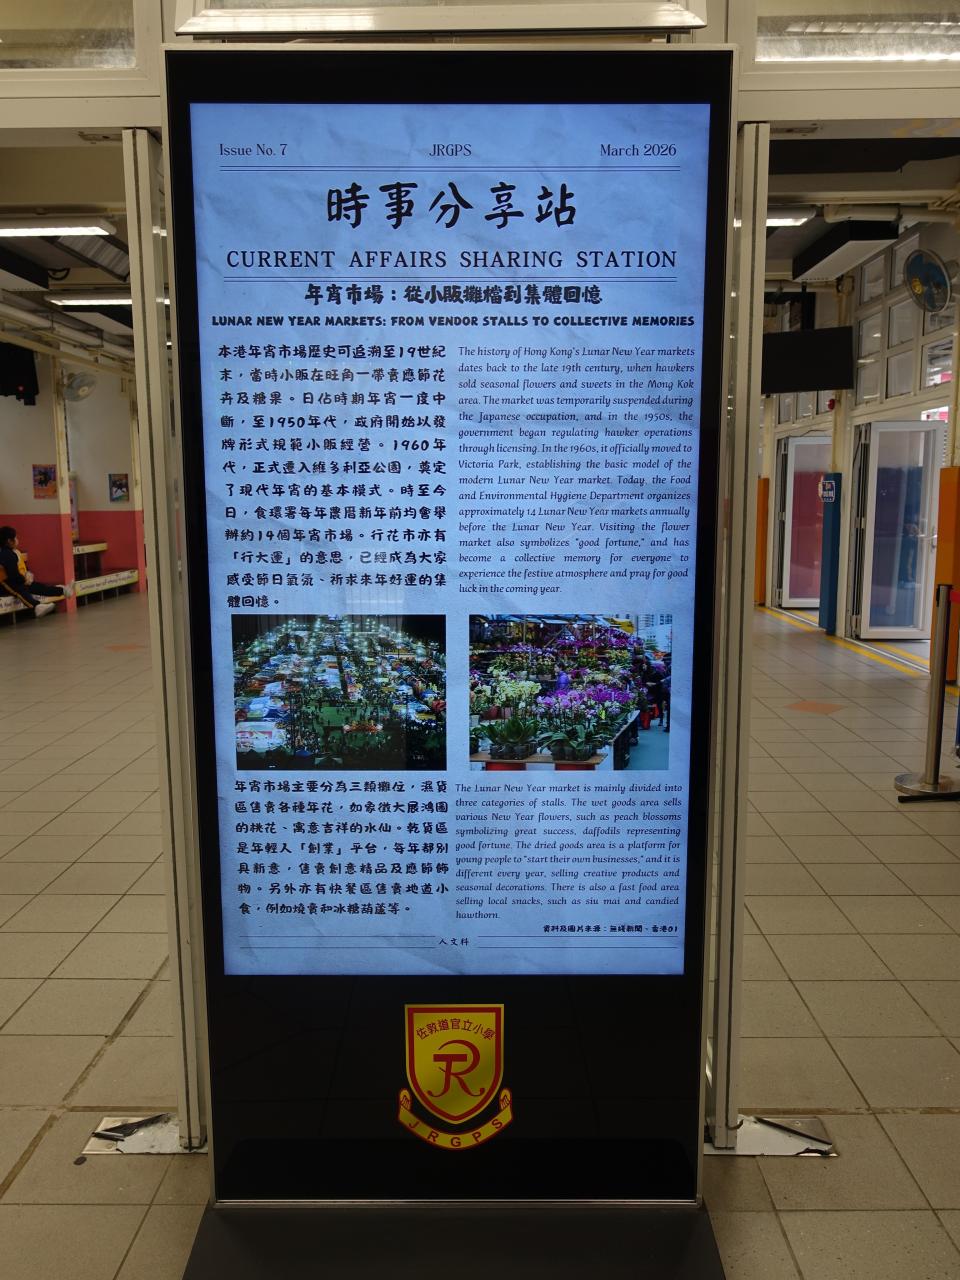 Issue No. 7 JRGPS March 2026
時事分享站
CURRENT AFFAIRS SHARING STATION
年宵市場：從小販攤檔到集體回憶
LUNAR NEW YEAR MARKETS: FROM VENDOR STALLS TO COLLECTIVE MEMORIES
本港年宵市場歷史可追溯至19世紀
末，當時小販在旺角一帶賣應節花
卉及糖果。日佔時期年宵一度中
斷，至1950年代，政府開始以發
牌形式規範小販經營。1960年
代，正式遷入維多利亞公園，奠定
了現代年宵的基本模式。時至今
日，食環署每年農曆新年前均會舉
辦約14個年宵市場。行花市亦有
「行大運」的意思，已經成為大家
感受節日氣氛、祈求來年好運的集
體回憶。
The history of Hong Kong's Lunar New Year markets
dates back to the late 19th century, when hawkers
sold seasonal flowers and sweets in the Mong Kok
area. The market was temporarily suspended during
the Japanese occupation, and in the 1950s, the
government began regulating hawker operations
through licensing. In the 1960s, it officially moved to
Victoria Park, establishing the basic model of the
modern Lunar New Year market. Today, the Food
and Environmental Hygiene Department organizes
approximately 14 Lunar New Year markets annually
before the Lunar New Year. Visiting the flower
market also symbolizes "good fortune," and has
become a collective memory for everyone to
experience the festive atmosphere and pray for good
luck in the coming year.
年宵市場主要分為三類攤位，濕貨
區售賣各種年花，如象徵大展鴻圖
的桃花、寓意吉祥的水仙。乾貨區
是年輕人「創業」平台，每年都別
具新意，售賣創意精品及應節飾
物。另外亦有快餐區售賣地道小
食，例如燒賣和冰糖葫蘆等。
The Lunar New Year market is mainly divided into
three categories of stalls. The wet goods area sells
various New Year flowers, such as peach blossoms
symbolizing great success, daffodils representing
good fortune. The dried goods area is a platform for
young people to "start their own businesses," and it is
different every year, selling creative products and
seasonal decorations. There is also a fast food area
selling local snacks, such as siu mai and candied
hawthorn.
資料及圖片來源：無綫新聞、香港01
人文科
佐敦道官立小學
JR
JRGPS